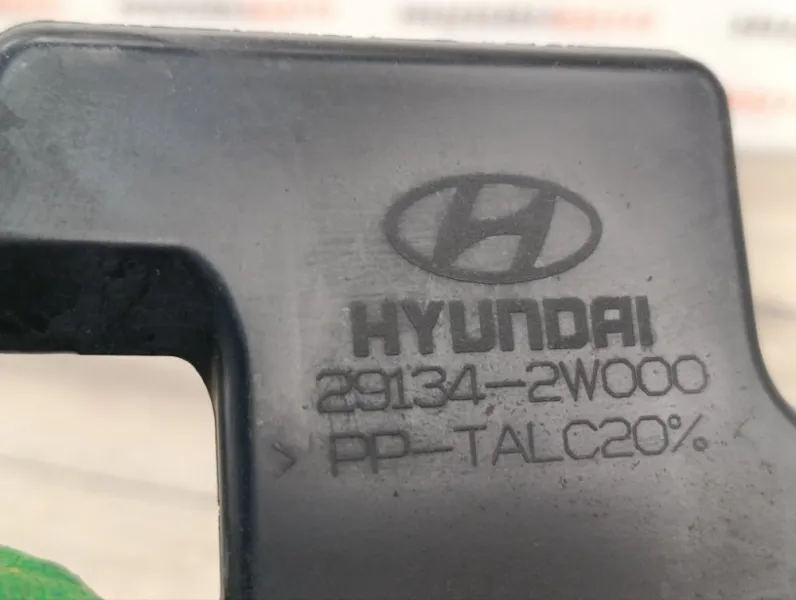 HYUNDAI
29134-2W000
> PP-TALC20% <